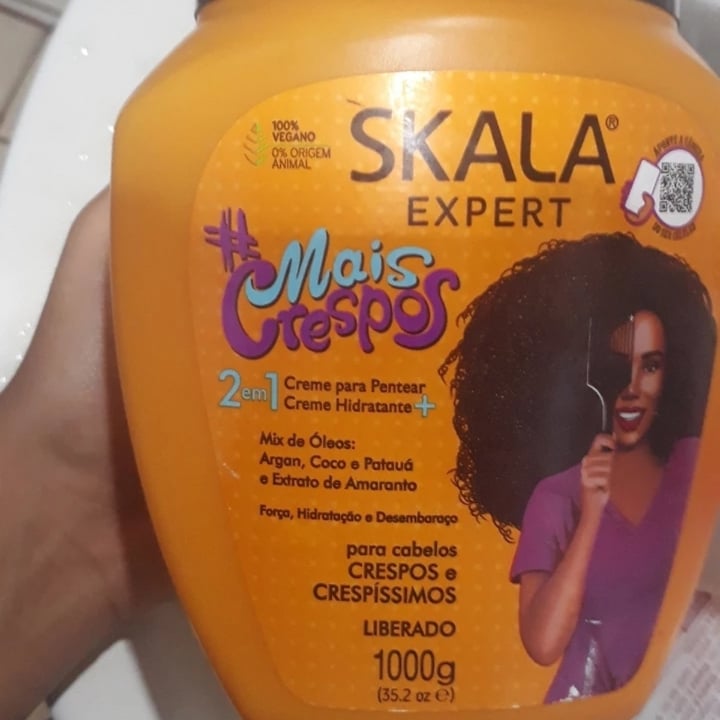 100%
VEGANO
0% ORIGEM
ANIMAL
SKALA®
EXPERT
#Mais
Crespos
2em1 Creme para Pentear
Creme Hidratante +
Mix de Óleos:
Argan, Coco e Patauá
e Extrato de Amaranto
Força, Hidratação e Desembaraço
para cabelos
CRESPOS e
CRESPÍSSIMOS
LIBERADO
1000g
(35.2 oz ℮)